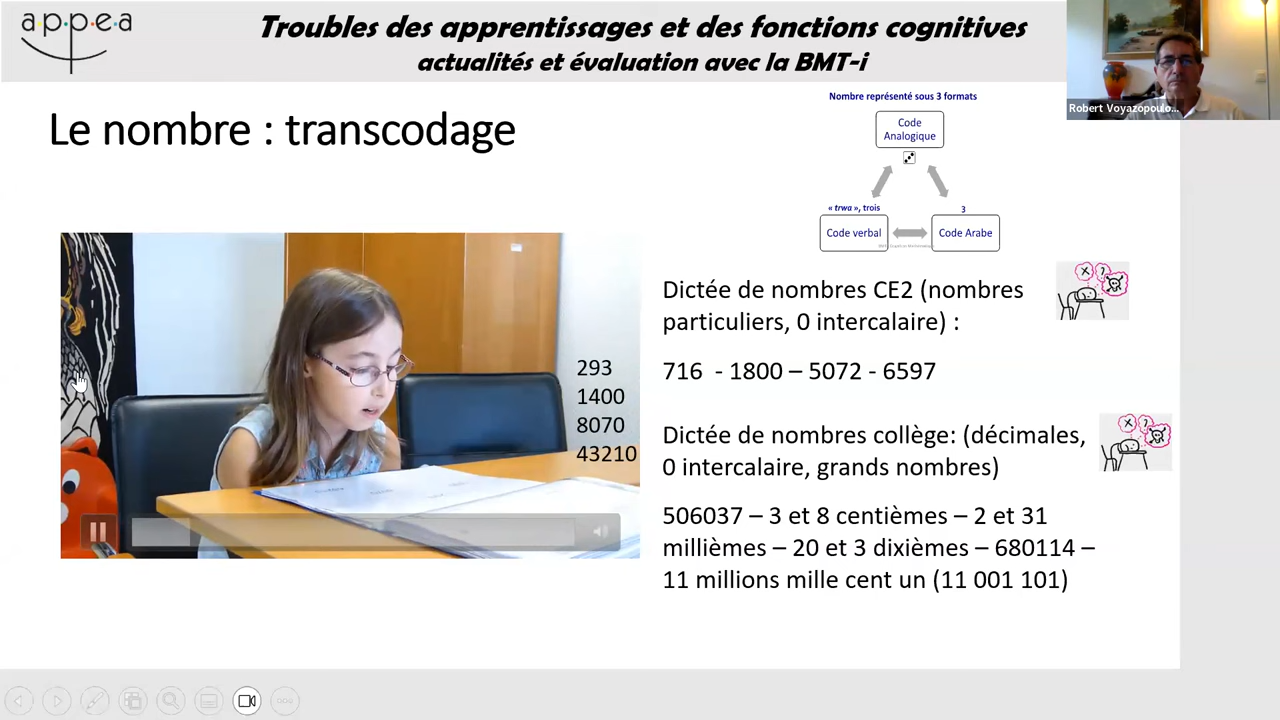 appea
Troubles des apprentissages et des fonctions cognitives
actualités et évaluation avec la BMT-i
Robert Voyazopoulo...
Le nombre : transcodage
Nombre représenté sous 3 formats
Code
Analogique
« trwa », trois
3
Code verbal
Code Arabe
293
1400
8070
43210
Dictée de nombres CE2 (nombres
particuliers, 0 intercalaire) :
716 - 1800 – 5072 - 6597
Dictée de nombres collège: (décimales,
0 intercalaire, grands nombres)
506037 – 3 et 8 centièmes – 2 et 31
millièmes – 20 et 3 dixièmes – 680114 –
11 millions mille cent un (11 001 101)